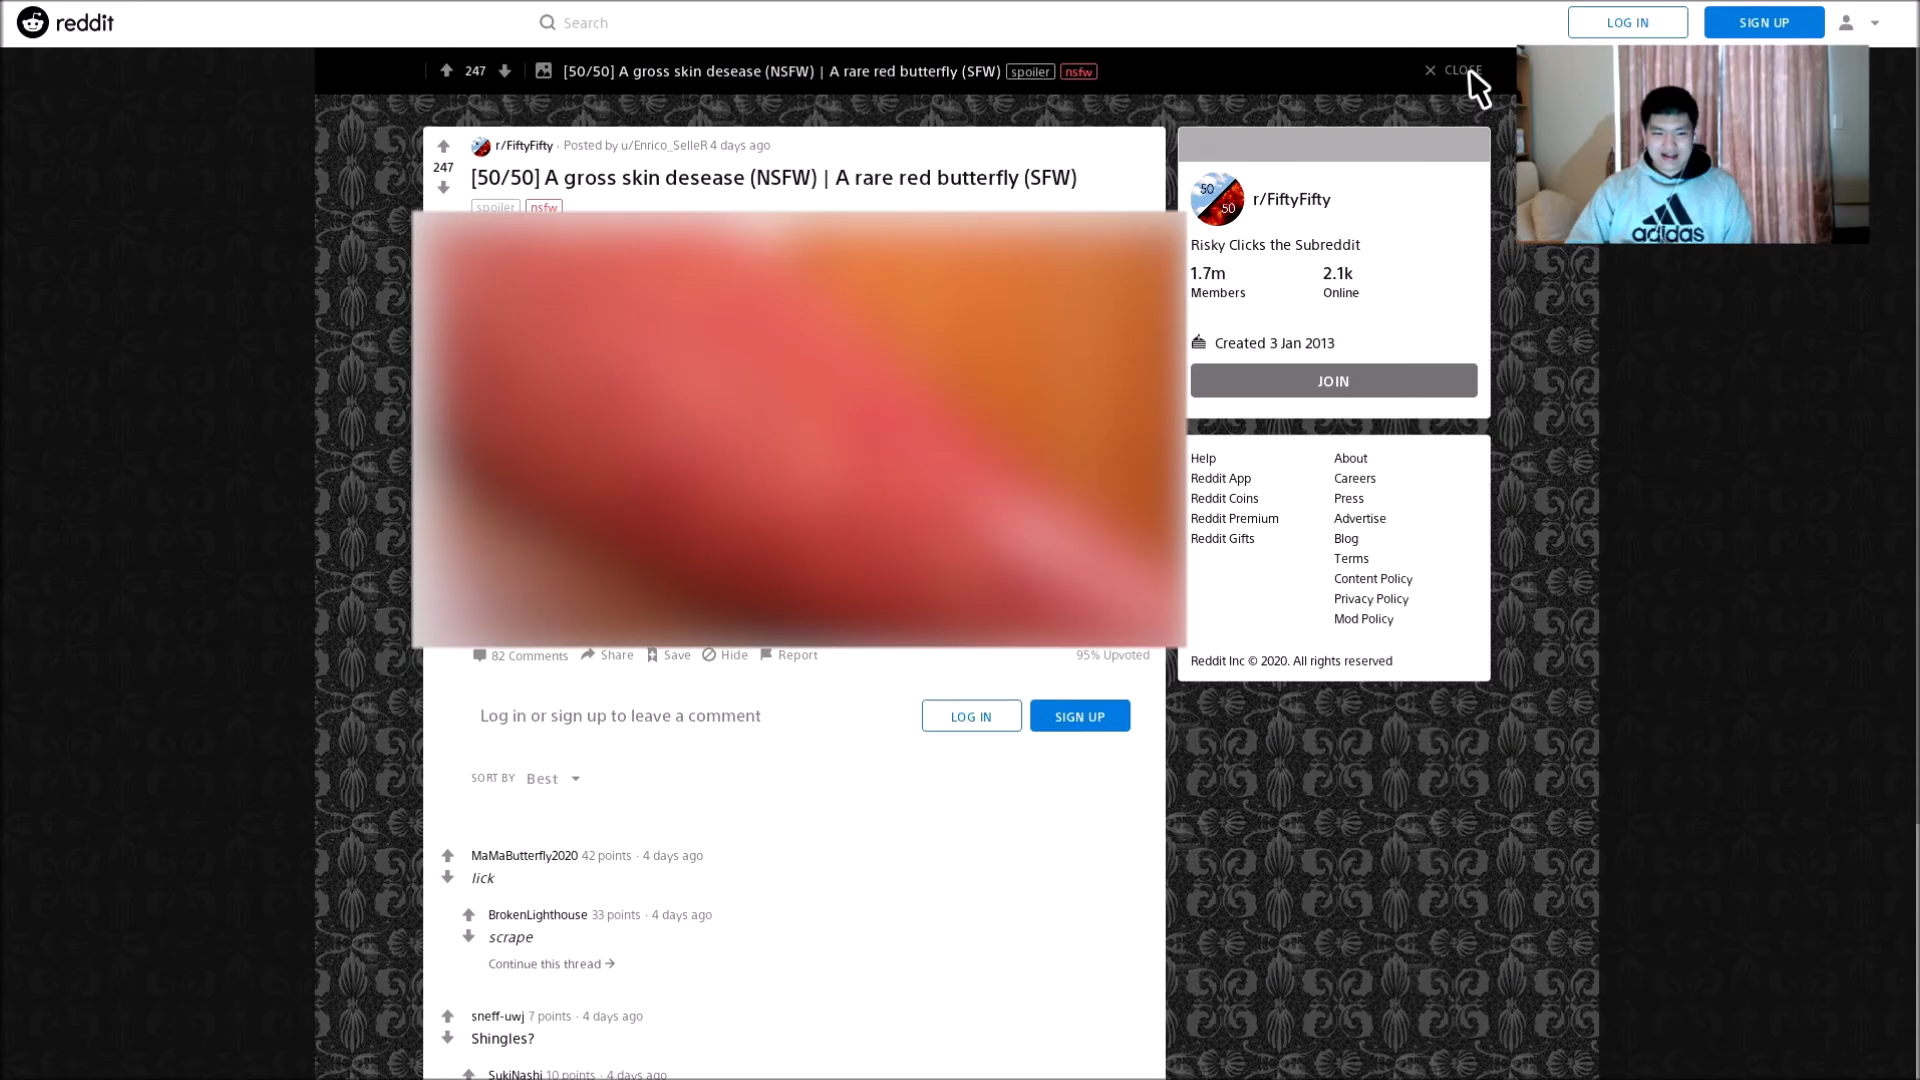 reddit
Search
LOG IN
SIGN UP
247
[50/50] A gross skin desease (NSFW) | A rare red butterfly (SFW)
spoiler
nsfw
CLOSE
adidas
247
r/FiftyFifty · Posted by u/Enrico_SelleR 4 days ago
[50/50] A gross skin desease (NSFW) | A rare red butterfly (SFW)
spoiler
nsfw
82 Comments
Share
Save
Hide
Report
95% Upvoted
Log in or sign up to leave a comment
LOG IN
SIGN UP
SORT BY Best
MaMaButterfly2020 42 points · 4 days ago
lick
BrokenLighthouse 33 points · 4 days ago
scrape
Continue this thread
sneff-uwj 7 points · 4 days ago
Shingles?
SukiNashi 10 points · 4 days ago
50
50
r/FiftyFifty
Risky Clicks the Subreddit
1.7m
2.1k
Members
Online
Created 3 Jan 2013
JOIN
Help
About
Reddit App
Careers
Reddit Coins
Press
Reddit Premium
Advertise
Reddit Gifts
Blog
Terms
Content Policy
Privacy Policy
Mod Policy
Reddit Inc © 2020. All rights reserved